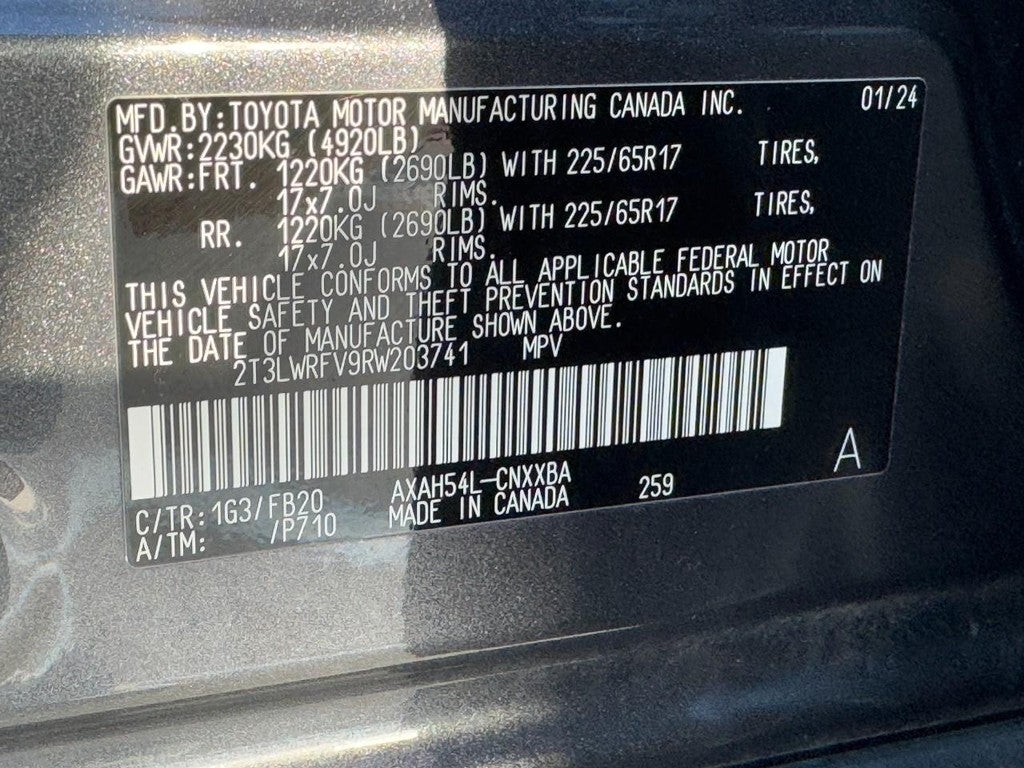 MFD.BY:TOYOTA MOTOR MANUFACTURING CANADA INC. 01/24
GVWR:2230KG (4920LB)
GAWR:FRT. 1220KG (2690LB) WITH 225/65R17 TIRES,
17x7.0J RIMS.
RR. 1220KG (2690LB) WITH 225/65R17 TIRES,
17x7.0J RIMS.
THIS VEHICLE CONFORMS TO ALL APPLICABLE FEDERAL MOTOR
VEHICLE SAFETY AND THEFT PREVENTION STANDARDS IN EFFECT ON
THE DATE OF MANUFACTURE SHOWN ABOVE.
2T3LWRFV9RW203741 MPV
A
C/TR:1G3/FB20 AXAH54L-CNXXBA 259
A/TM: /P710 MADE IN CANADA